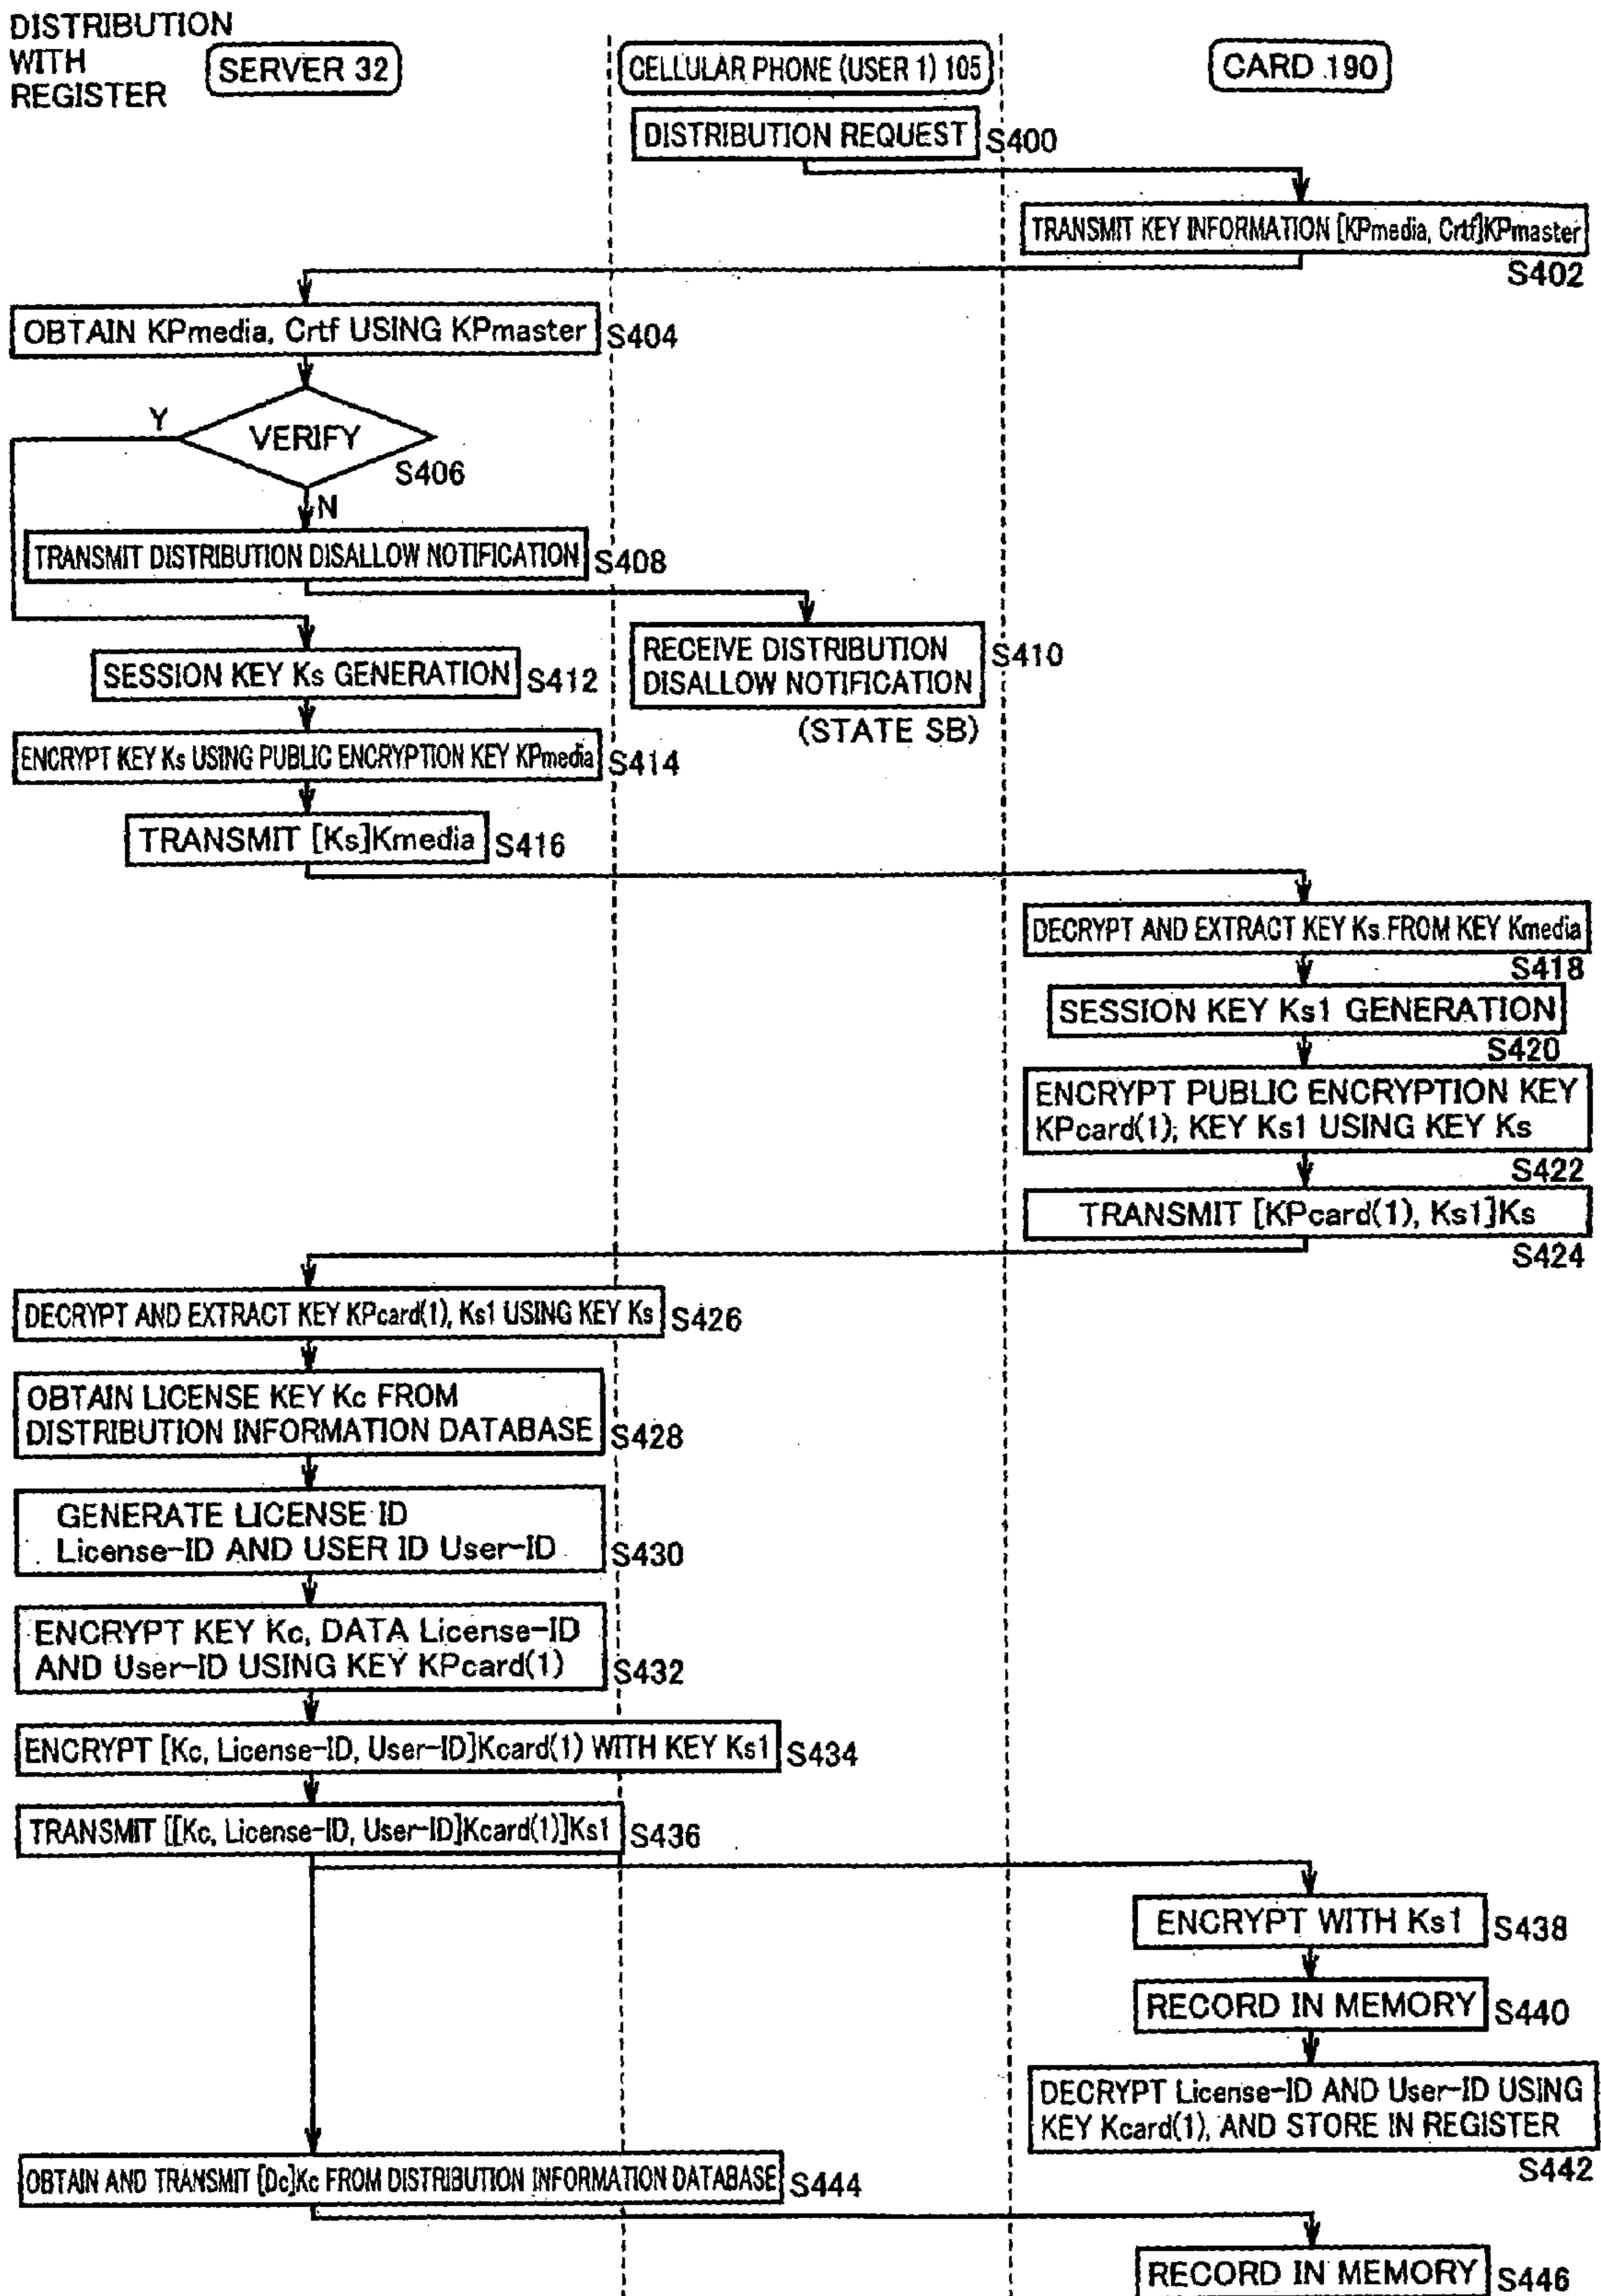 DISTRIBUTION
WITH
REGISTER
SERVER 32
CELLULAR PHONE (USER 1) 105
CARD 190
DISTRIBUTION REQUEST
S400
TRANSMIT KEY INFORMATION [KPmedia, Crtf]KPmaster
S402
OBTAIN KPmedia, Crtf USING KPmaster
S404
Y
VERIFY
S406
N
TRANSMIT DISTRIBUTION DISALLOW NOTIFICATION
S408
RECEIVE DISTRIBUTION
DISALLOW NOTIFICATION
S410
(STATE SB)
SESSION KEY Ks GENERATION
S412
ENCRYPT KEY Ks USING PUBLIC ENCRYPTION KEY KPmedia
S414
TRANSMIT [Ks]Kmedia
S416
DECRYPT AND EXTRACT KEY Ks FROM KEY Kmedia
S418
SESSION KEY Ks1 GENERATION
S420
ENCRYPT PUBLIC ENCRYPTION KEY
KPcard(1), KEY Ks1 USING KEY Ks
S422
TRANSMIT [KPcard(1), Ks1]Ks
S424
DECRYPT AND EXTRACT KEY KPcard(1), Ks1 USING KEY Ks
S426
OBTAIN LICENSE KEY Kc FROM
DISTRIBUTION INFORMATION DATABASE
S428
GENERATE LICENSE ID
License-ID AND USER ID User-ID
S430
ENCRYPT KEY Kc, DATA License-ID
AND User-ID USING KEY KPcard(1)
S432
ENCRYPT [Kc, License-ID, User-ID]Kcard(1) WITH KEY Ks1
S434
TRANSMIT [[Kc, License-ID, User-ID]Kcard(1)]Ks1
S436
ENCRYPT WITH Ks1
S438
RECORD IN MEMORY
S440
DECRYPT License-ID AND User-ID USING
KEY Kcard(1), AND STORE IN REGISTER
S442
OBTAIN AND TRANSMIT [Dc]Kc FROM DISTRIBUTION INFORMATION DATABASE
S444
RECORD IN MEMORY
S446